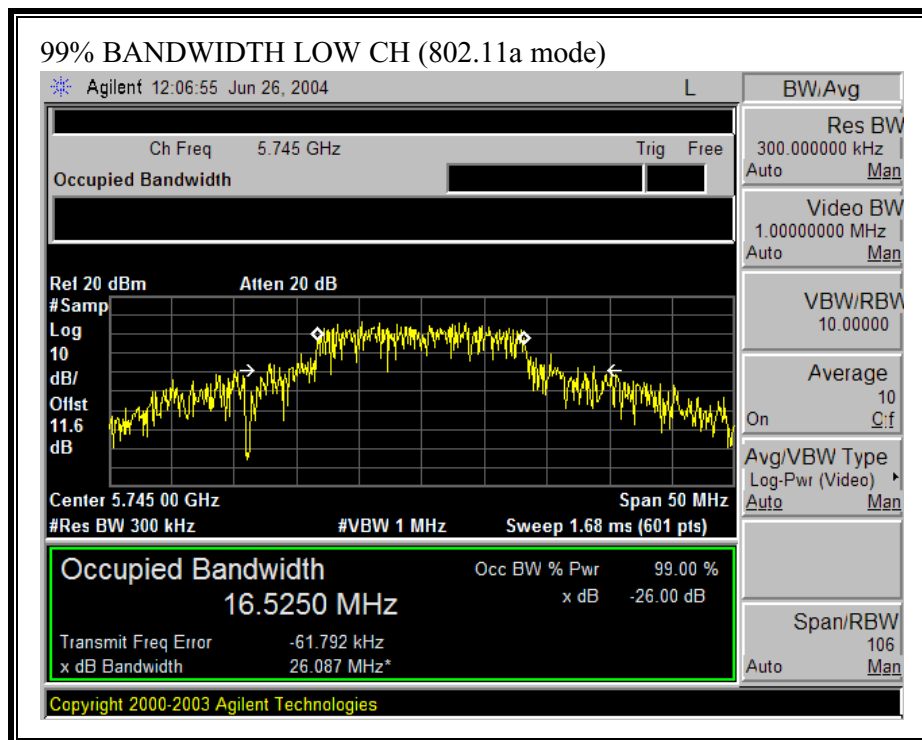 99% BANDWIDTH LOW CH (802.11a mode)
Agilent 12:06:55 Jun 26, 2004 L
BW/Avg
Ch Freq 5.745 GHz Trig Free
Occupied Bandwidth
Ref 20 dBm Atten 20 dB
#Samp
Log
10
dB/
Offst
11.6
dB
Center 5.745 00 GHz Span 50 MHz
#Res BW 300 kHz #VBW 1 MHz Sweep 1.68 ms (601 pts)
Occupied Bandwidth Occ BW % Pwr 99.00 %
16.5250 MHz x dB -26.00 dB
Transmit Freq Error -61.792 kHz
x dB Bandwidth 26.087 MHz*
Copyright 2000-2003 Agilent Technologies
Res BW
300.000000 kHz
Auto Man
Video BW
1.00000000 MHz
Auto Man
VBW/RBW
10.00000
Average
10
On Off
Avg/VBW Type
Log-Pwr (Video)
Auto Man
Span/RBW
106
Auto Man